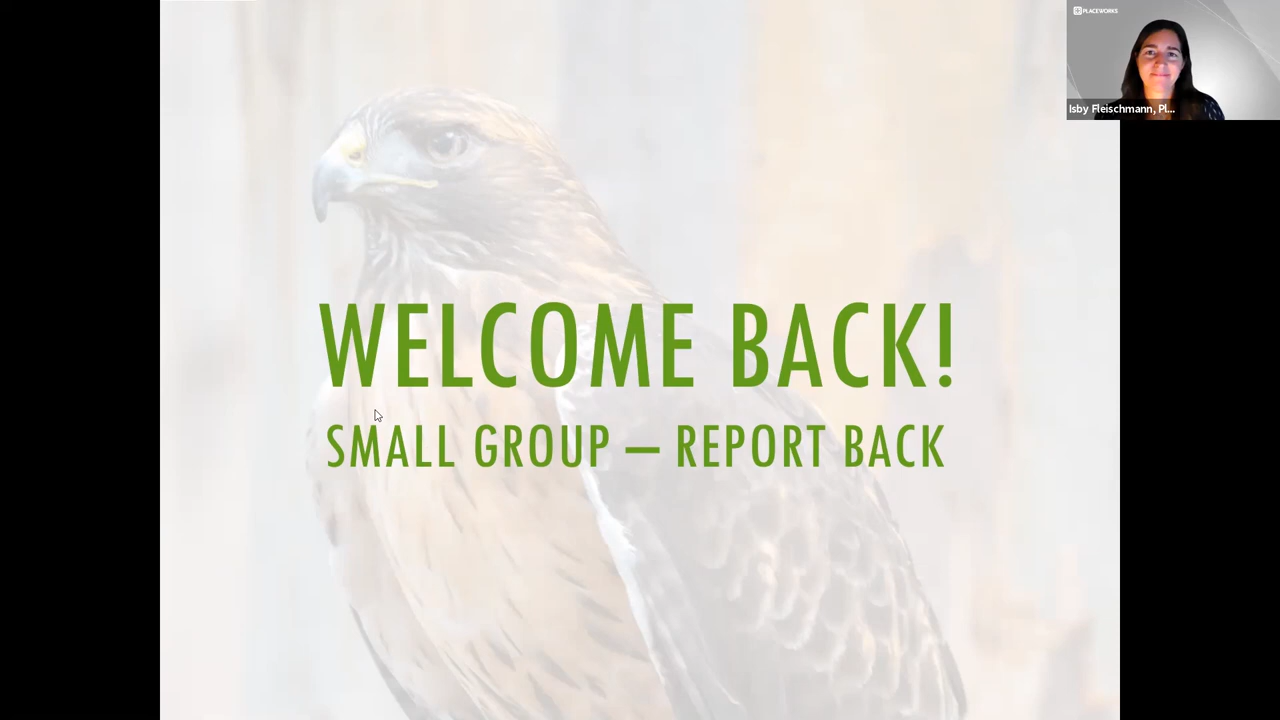 PLACEWORKS
Isby Fleischmann, Pl...
WELCOME BACK!
SMALL GROUP – REPORT BACK